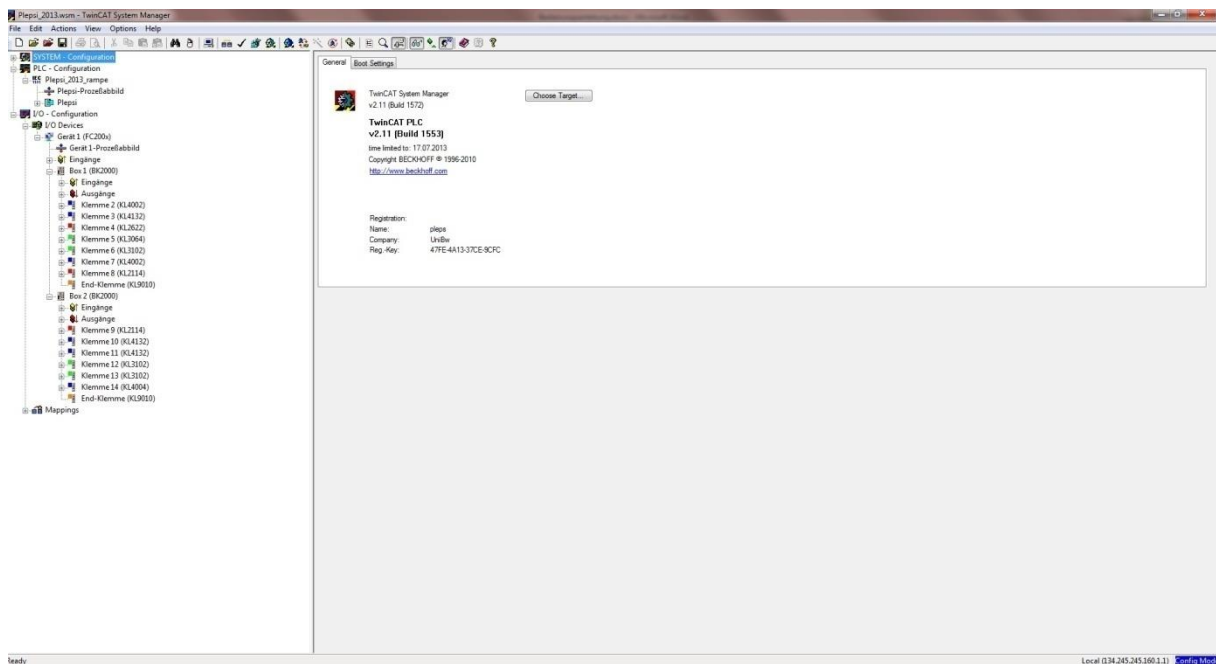 Plepsi_2013.wsm - TwinCAT System Manager
File Edit Actions View Options Help
SYSTEM - Configuration
PLC - Configuration
Plepsi_2013_rampe
Plepsi-Prozeßabbild
Plepsi
I/O - Configuration
I/O Devices
Gerät 1 (FC200x)
Gerät 1-Prozeßabbild
Eingänge
Box 1 (BK2000)
Eingänge
Ausgänge
Klemme 2 (KL4002)
Klemme 3 (KL4132)
Klemme 4 (KL2622)
Klemme 5 (KL3064)
Klemme 6 (KL3102)
Klemme 7 (KL4002)
Klemme 8 (KL2114)
End-Klemme (KL9010)
Box 2 (BK2000)
Eingänge
Ausgänge
Klemme 9 (KL2114)
Klemme 10 (KL4132)
Klemme 11 (KL4132)
Klemme 12 (KL3102)
Klemme 13 (KL3102)
Klemme 14 (KL4004)
End-Klemme (KL9010)
Mappings
General Boot Settings
TwinCAT System Manager
v2.11 (Build 1572)
Choose Target...
TwinCAT PLC
v2.11 (Build 1553)
time limited to: 17.07.2013
Copyright BECKHOFF © 1996-2010
http://www.beckhoff.com
Registration:
Name: pleps
Company: UniBw
Reg.-Key: 47FE-4A13-37CE-9CFC
Ready
Local (134.245.245.160.1.1) Config Mode